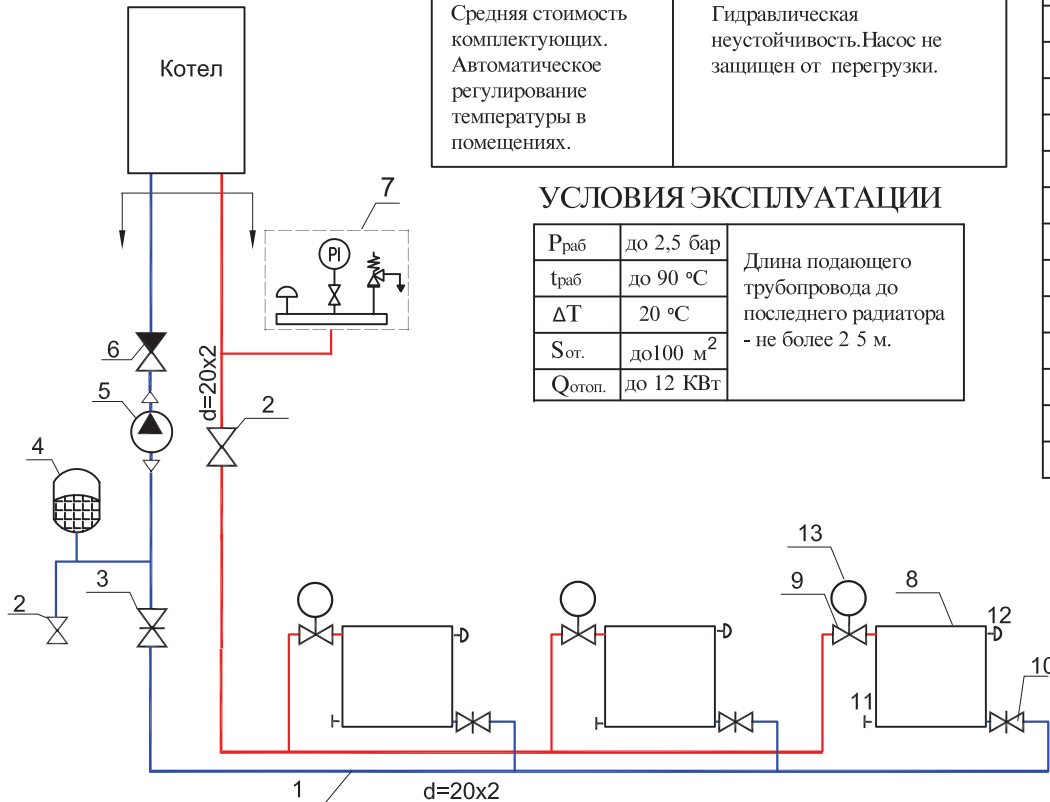 Котел
Средняя стоимость
комплектующих.
Автоматическое
регулирование
температуры в
помещениях.
Гидравлическая
неустойчивость.Насос не
защищен от перегрузки.
УСЛОВИЯ ЭКСПЛУАТАЦИИ
Pраб до 2,5 бар
tраб до 90 °C
ΔT 20 °C
Sот. до100 м²
Qотоп. до 12 КВт
Длина подающего
трубопровода до
последнего радиатора
- не более 2 5 м.
7
PI
6
5
d=20x2
2
4
3
2
13
9
8
12
10
11
1
d=20x2